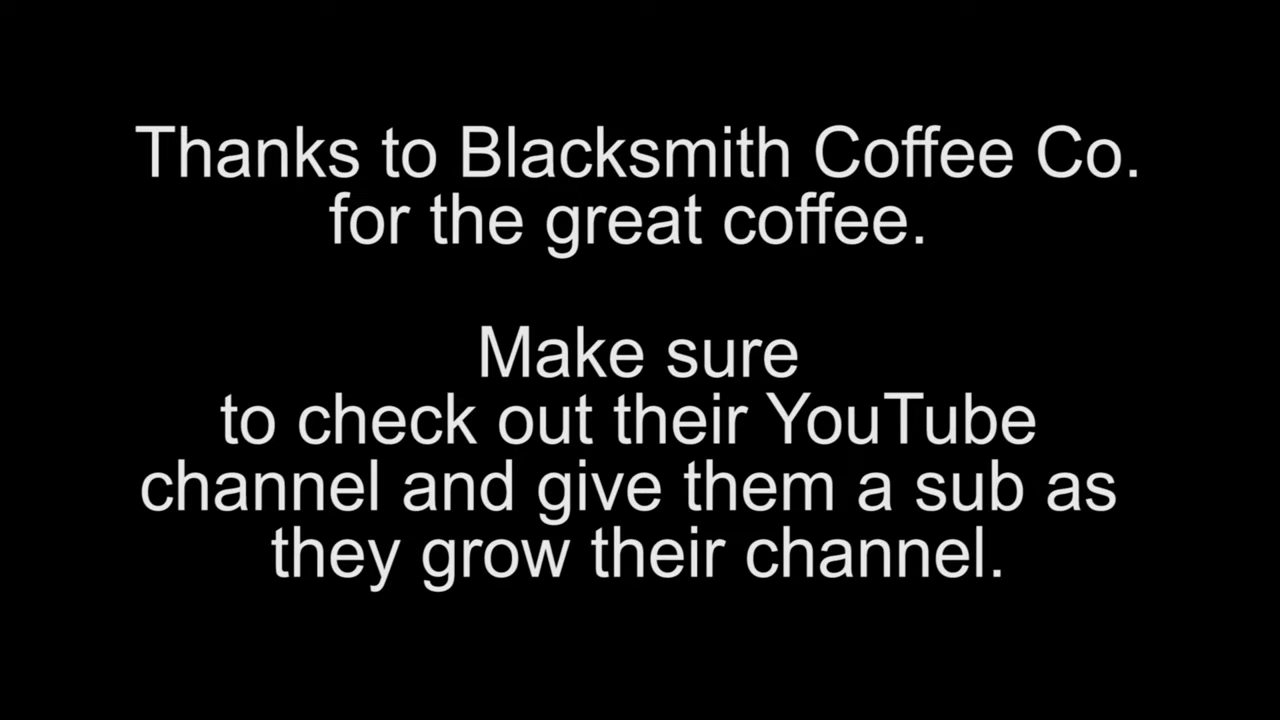 Thanks to Blacksmith Coffee Co.
for the great coffee.
Make sure
to check out their YouTube
channel and give them a sub as
they grow their channel.